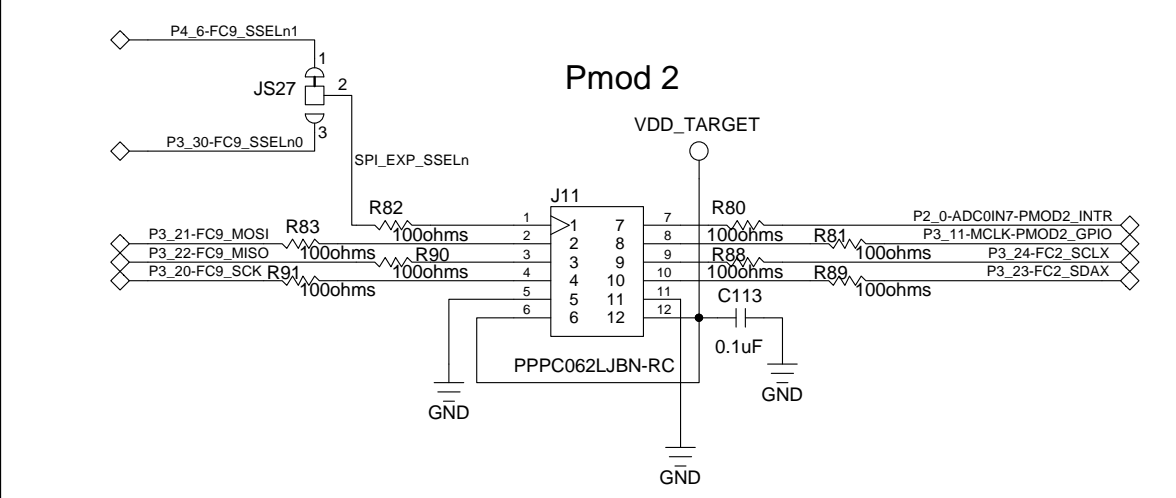 P4_6-FC9_SSELn1
1
JS27
2
Pmod 2
3
P3_30-FC9_SSELn0
VDD_TARGET
SPI_EXP_SSELn
J11
R82
1
1
7
7
R80
P2_0-ADC0IN7-PMOD2_INTR
P3_21-FC9_MOSI
R83
100ohms
2
2
8
8
100ohms
R81
P3_11-MCLK-PMOD2_GPIO
P3_22-FC9_MISO
100ohms
R90
3
3
9
9
R88
100ohms
P3_24-FC2_SCLX
P3_20-FC9_SCK
R91
100ohms
4
4
10
10
100ohms
R89
P3_23-FC2_SDAX
100ohms
5
5
11
11
C113
100ohms
6
6
12
12
0.1uF
PPPC062LJBN-RC
GND
GND
GND